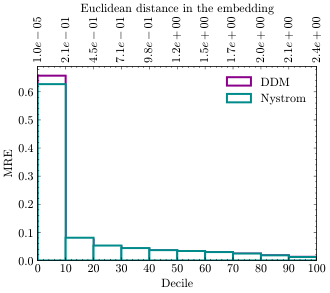 Euclidean distance in the embedding
1.0e − 05 2.1e − 01 4.5e − 01 7.1e − 01 9.8e − 01 1.2e + 00 1.5e + 00 1.7e + 00 2.0e + 00 2.1e + 00 2.4e + 00
DDM
Nystrom
0.6
0.5
0.4
0.3
0.2
0.1
0.0
MRE
0 10 20 30 40 50 60 70 80 90 100
Decile